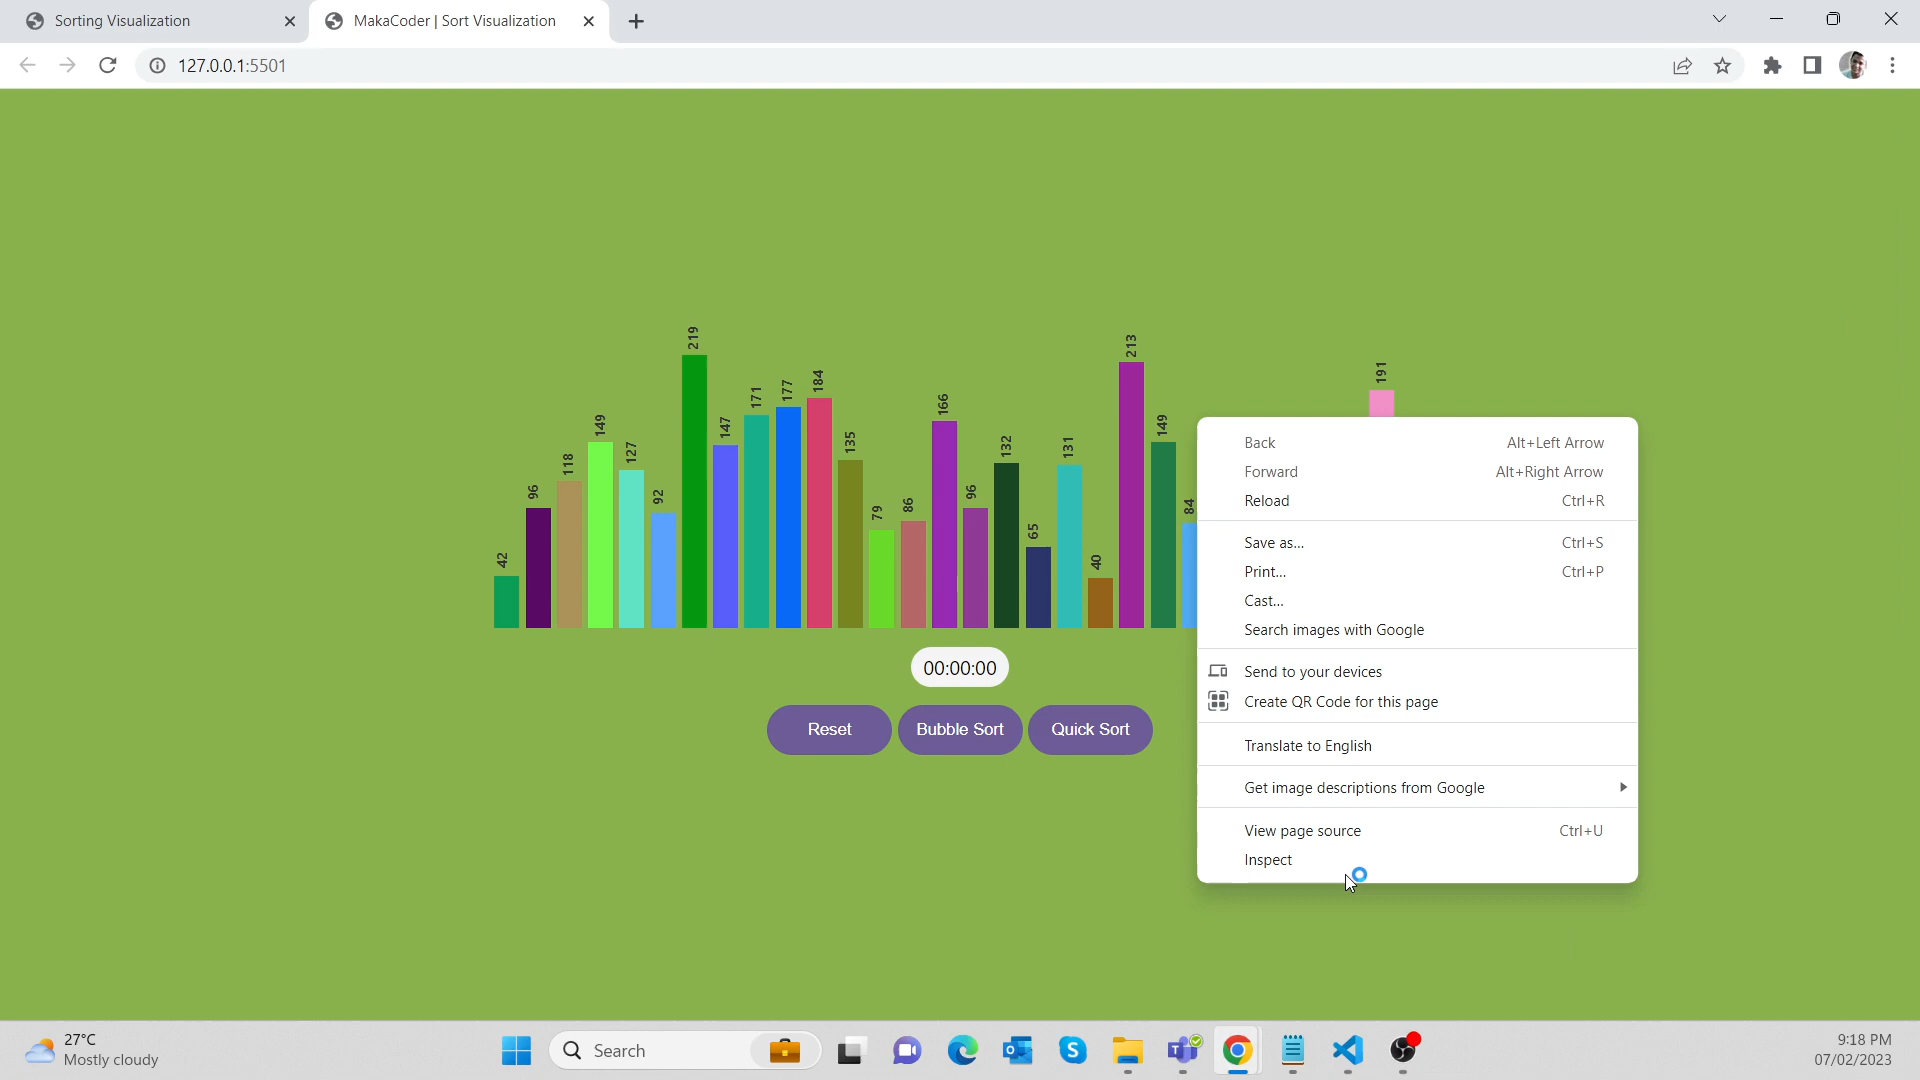 Sorting Visualization
MakaCoder | Sort Visualization
127.0.0.1:5501
42
96
118
149
127
92
219
147
171
177
184
135
79
86
166
96
132
65
131
40
213
149
84
191
00:00:00
Reset
Bubble Sort
Quick Sort
Back Alt+Left Arrow
Forward Alt+Right Arrow
Reload Ctrl+R
Save as... Ctrl+S
Print... Ctrl+P
Cast...
Search images with Google
Send to your devices
Create QR Code for this page
Translate to English
Get image descriptions from Google
View page source Ctrl+U
Inspect
27°C
Mostly cloudy
Search
9:18 PM
07/02/2023